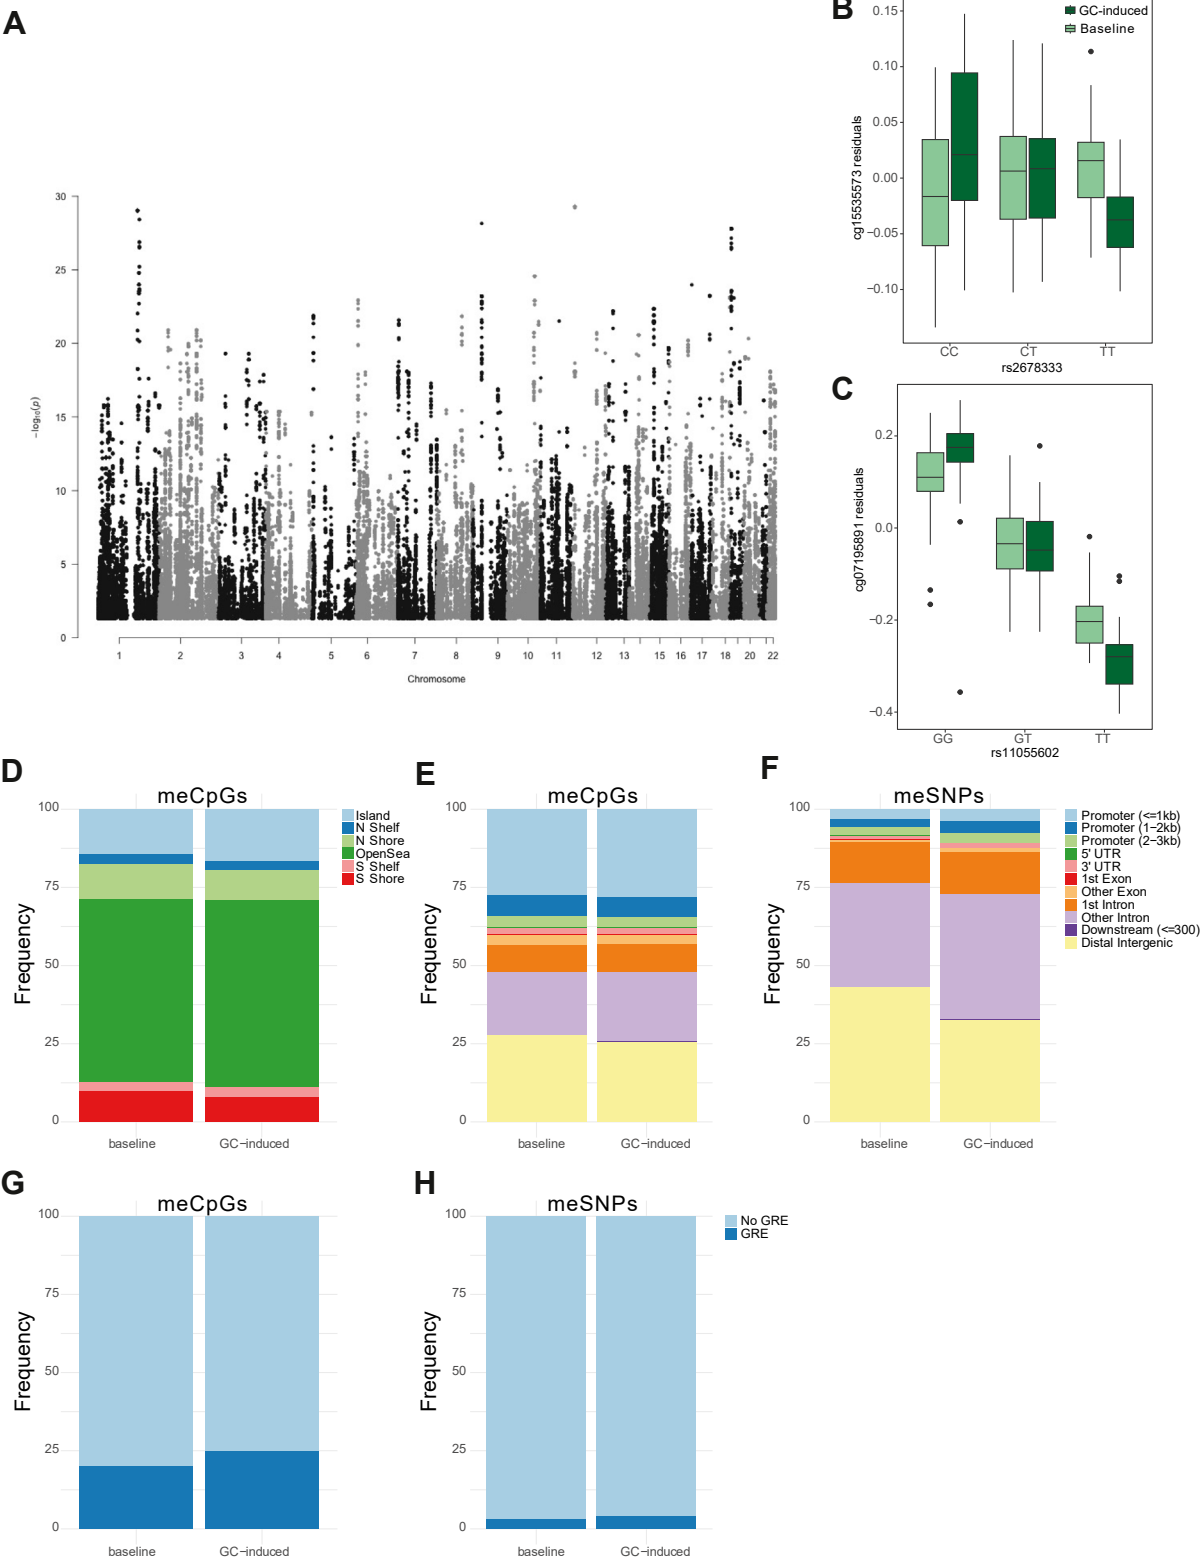 A
30
25
20
15
10
5
0
−log10(p)
1 2 3 4 5 6 7 8 9 10 11 12 13 15 16 17 18 20 22
Chromosome
B
GC-induced
Baseline
0.15
0.10
0.05
0.00
−0.05
−0.10
cg15535573 residuals
CC CT TT
rs2678333
C
0.2
0.0
−0.2
−0.4
cg07195891 residuals
GG GT TT
rs11055602
D
meCpGs
100
75
50
25
0
Frequency
baseline GC−induced
Island
N Shelf
N Shore
OpenSea
S Shelf
S Shore
E
meCpGs
100
75
50
25
0
Frequency
baseline GC−induced
F
meSNPs
100
75
50
25
0
Frequency
baseline GC−induced
Promoter (<=1kb)
Promoter (1−2kb)
Promoter (2−3kb)
5' UTR
3' UTR
1st Exon
Other Exon
1st Intron
Other Intron
Downstream (<=300)
Distal Intergenic
G
meCpGs
100
75
50
25
0
Frequency
baseline GC−induced
H
meSNPs
100
75
50
25
0
Frequency
baseline GC−induced
No GRE
GRE